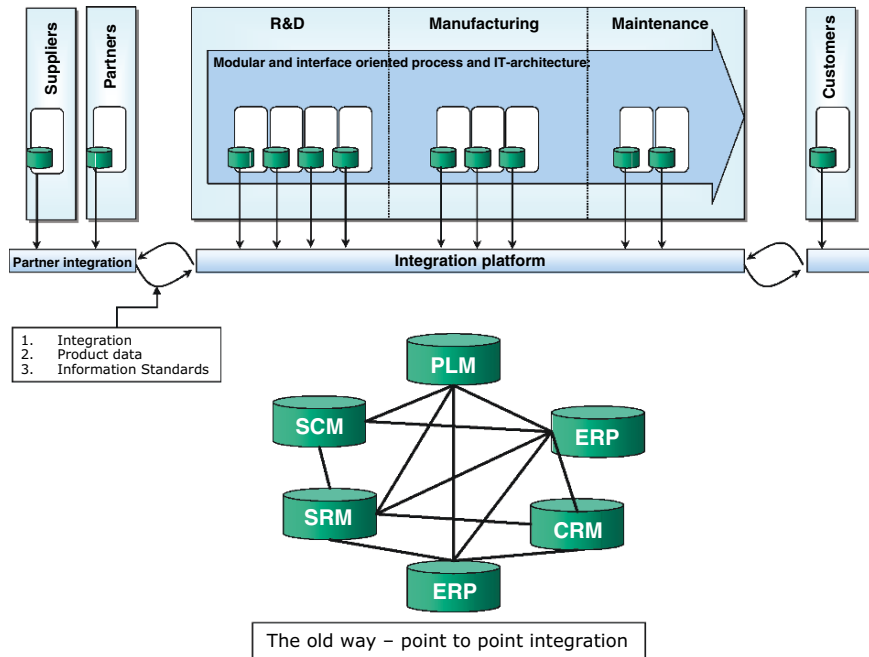 Suppliers
Partners
R&D
Manufacturing
Maintenance
Customers
Modular and interface oriented process and IT-architecture;
Partner integration
Integration platform
1. Integration
2. Product data
3. Information Standards
PLM
SCM
ERP
SRM
CRM
ERP
The old way – point to point integration